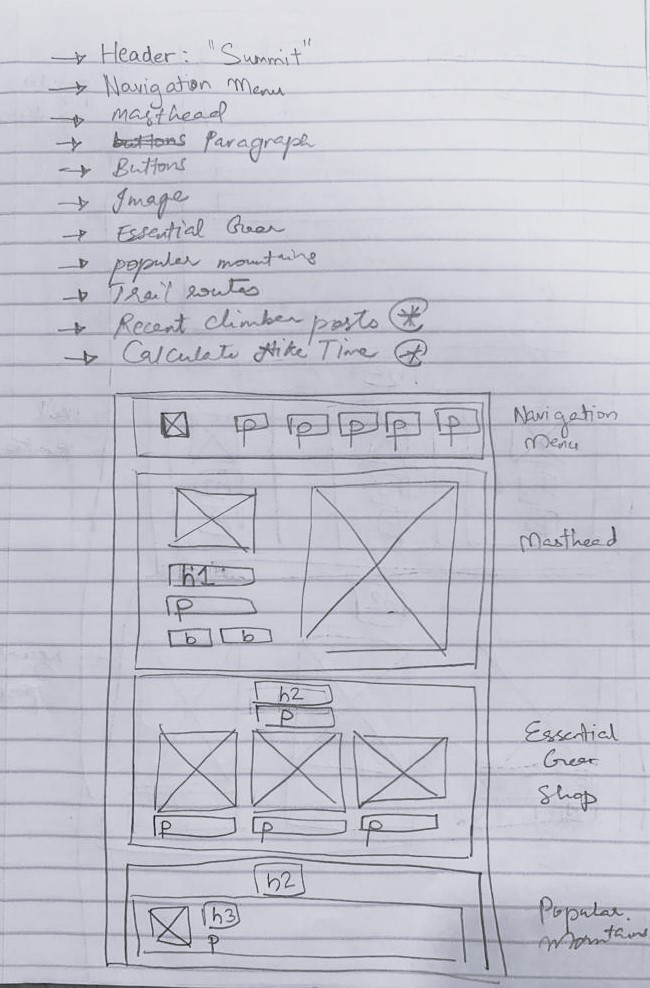 → Header: "Summit"
→ Navigation Menu
→ Masthead
→ buttons Paragraph
→ Buttons
→ Image
→ Essential Gear
→ popular mountains
→ Trail routes
→ Recent climber posts *
→ Calculate Hike Time *
P P P P P
Navigation
Menu
Masthead
h1
P
b b
h2
P
Essential
Gear
Shop
P P P
h2
Popular
Mountains
h3
P